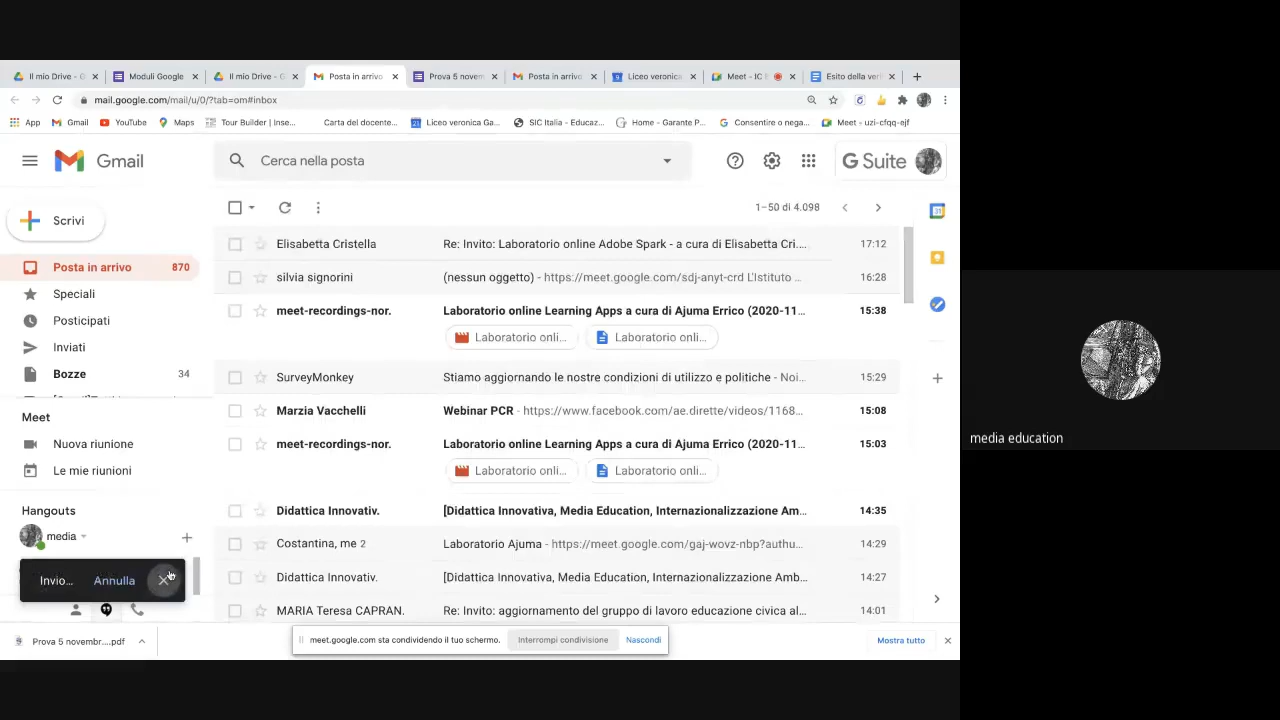 Il mio Drive - G
Moduli Google
Il mio Drive - G
Posta in arrivo
Prova 5 novem
Posta in arrivo
Liceo veronica
Meet - IC B
Esito della veri
mail.google.com/mail/u/0/?tab=om#inbox
App
Gmail
YouTube
Maps
Tour Builder | Inse...
Carta del docente...
Liceo veronica Ga...
SIC Italia - Educaz...
Home - Garante P...
Consentire o nega...
Meet - uzi-cfqq-ejf
Gmail
Cerca nella posta
G Suite
Scrivi
1–50 di 4.098
Posta in arrivo 870
Speciali
Posticipati
Inviati
Bozze 34
Meet
Nuova riunione
Le mie riunioni
Hangouts
media
Invio... Annulla
Elisabetta Cristella Re: Invito: Laboratorio online Adobe Spark - a cura di Elisabetta Cri.... 17:12
silvia signorini (nessun oggetto) - https://meet.google.com/sdj-anyt-crd L'Istituto ... 16:28
meet-recordings-nor. Laboratorio online Learning Apps a cura di Ajuma Errico (2020-11... 15:38
Laboratorio onli... Laboratorio onli...
SurveyMonkey Stiamo aggiornando le nostre condizioni di utilizzo e politiche - Noi... 15:29
Marzia Vacchelli Webinar PCR - https://www.facebook.com/ae.dirette/videos/1168... 15:08
meet-recordings-nor. Laboratorio online Learning Apps a cura di Ajuma Errico (2020-11... 15:03
Laboratorio onli... Laboratorio onli...
Didattica Innovativ. [Didattica Innovativa, Media Education, Internazionalizzazione Am... 14:35
Costantina, me 2 Laboratorio Ajuma - https://meet.google.com/gaj-wovz-nbp?authu... 14:29
Didattica Innovativ. [Didattica Innovativa, Media Education, Internazionalizzazione Amb... 14:27
MARIA Teresa CAPRAN. Re: Invito: aggiornamento del gruppo di lavoro educazione civica al... 14:01
Prova 5 novembr....pdf
meet.google.com sta condividendo il tuo schermo. Interrompi condivisione Nascondi
Mostra tutto
media education